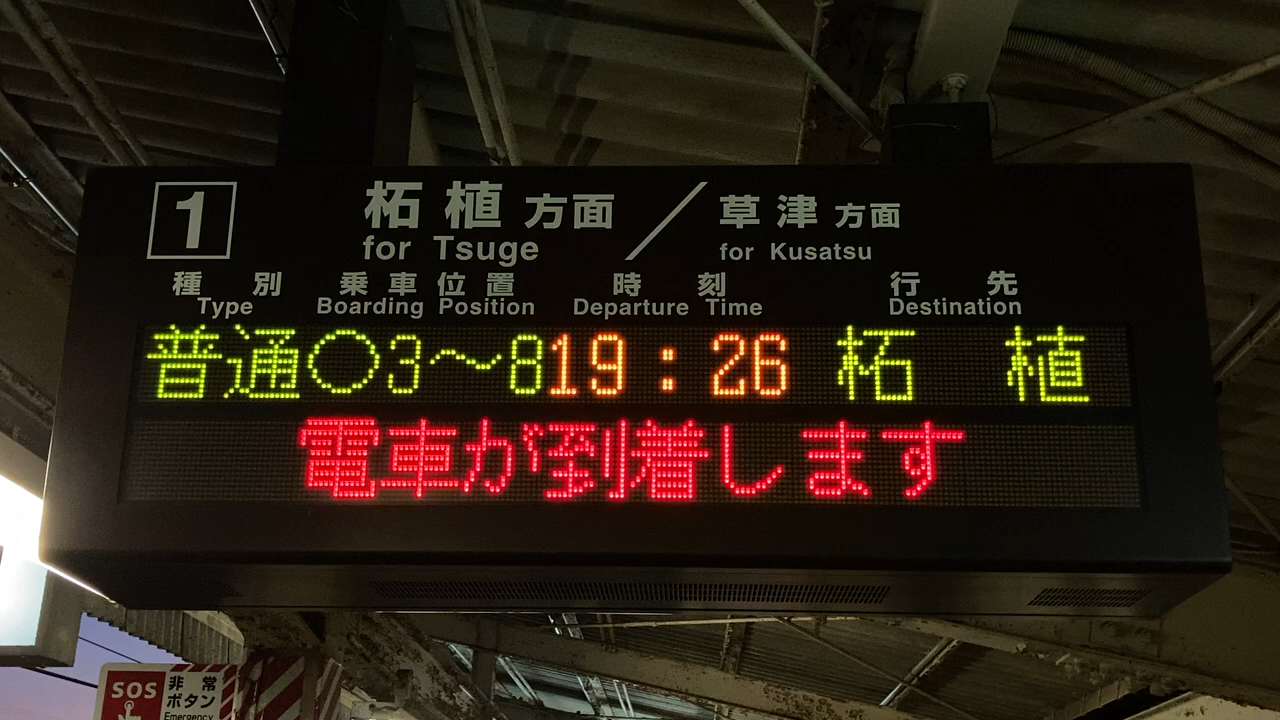 1 柘植方面／草津方面
for Tsuge for Kusatsu
種別 乗車位置 時刻 行先
Type Boarding Position Departure Time Destination
普通○3～8 19:26 柘植
電車が到着します
SOS 非常
ボタン
Emergency